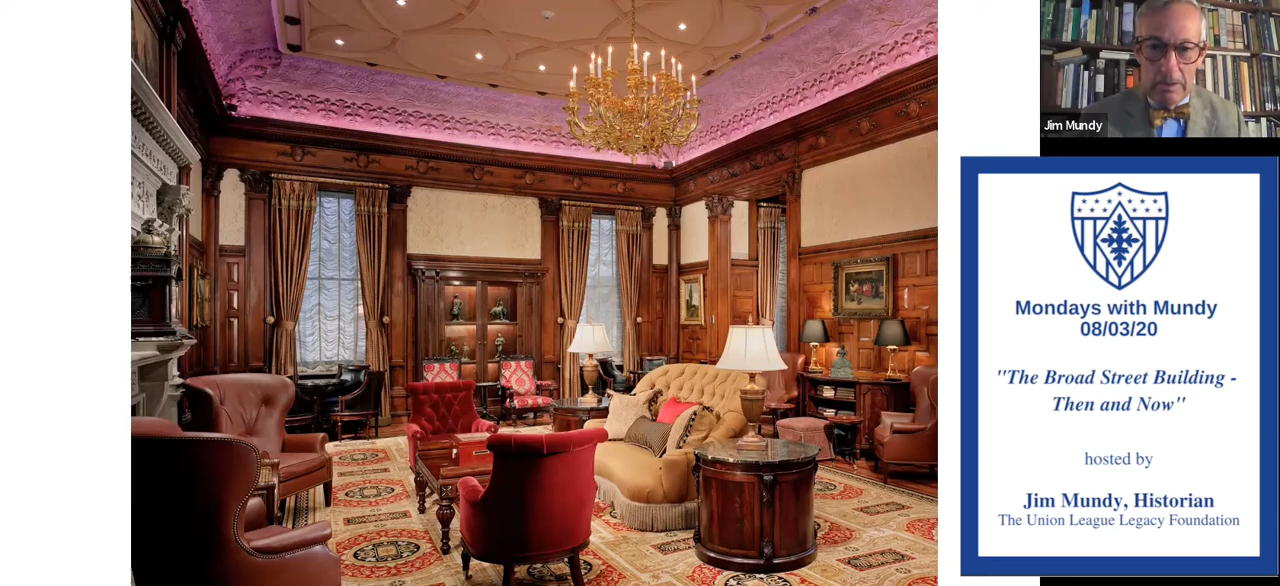 Jim Mundy
Mondays with Mundy
08/03/20
"The Broad Street Building -
Then and Now"
hosted by
Jim Mundy, Historian
The Union League Legacy Foundation